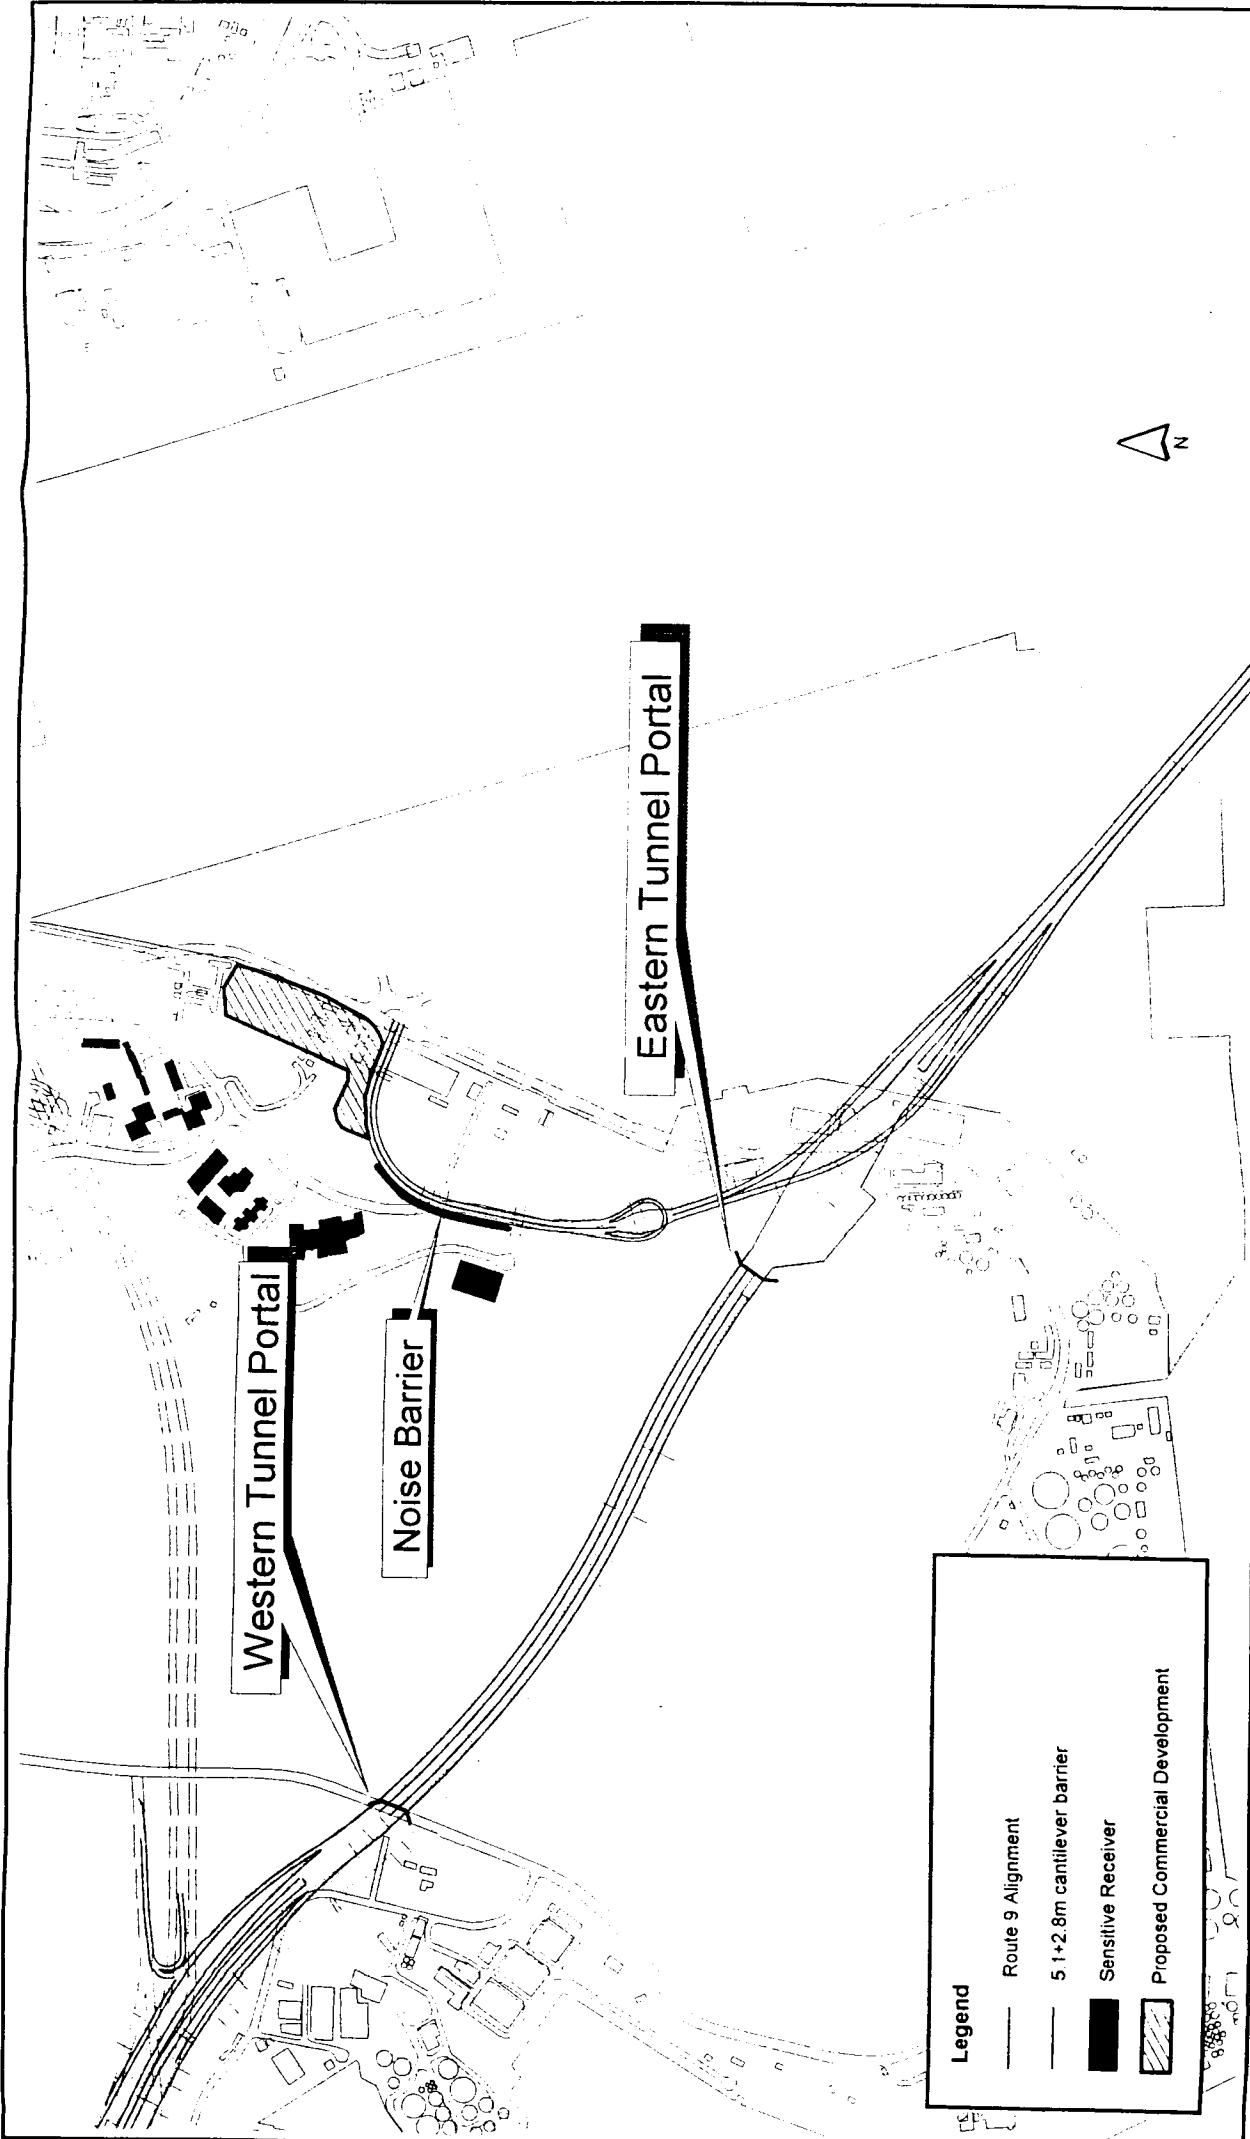 Western Tunnel Portal
Noise Barrier
Eastern Tunnel Portal
N
Legend
Route 9 Alignment
5.1+2.8m cantilever barrier
Sensitive Receiver
Proposed Commercial Development